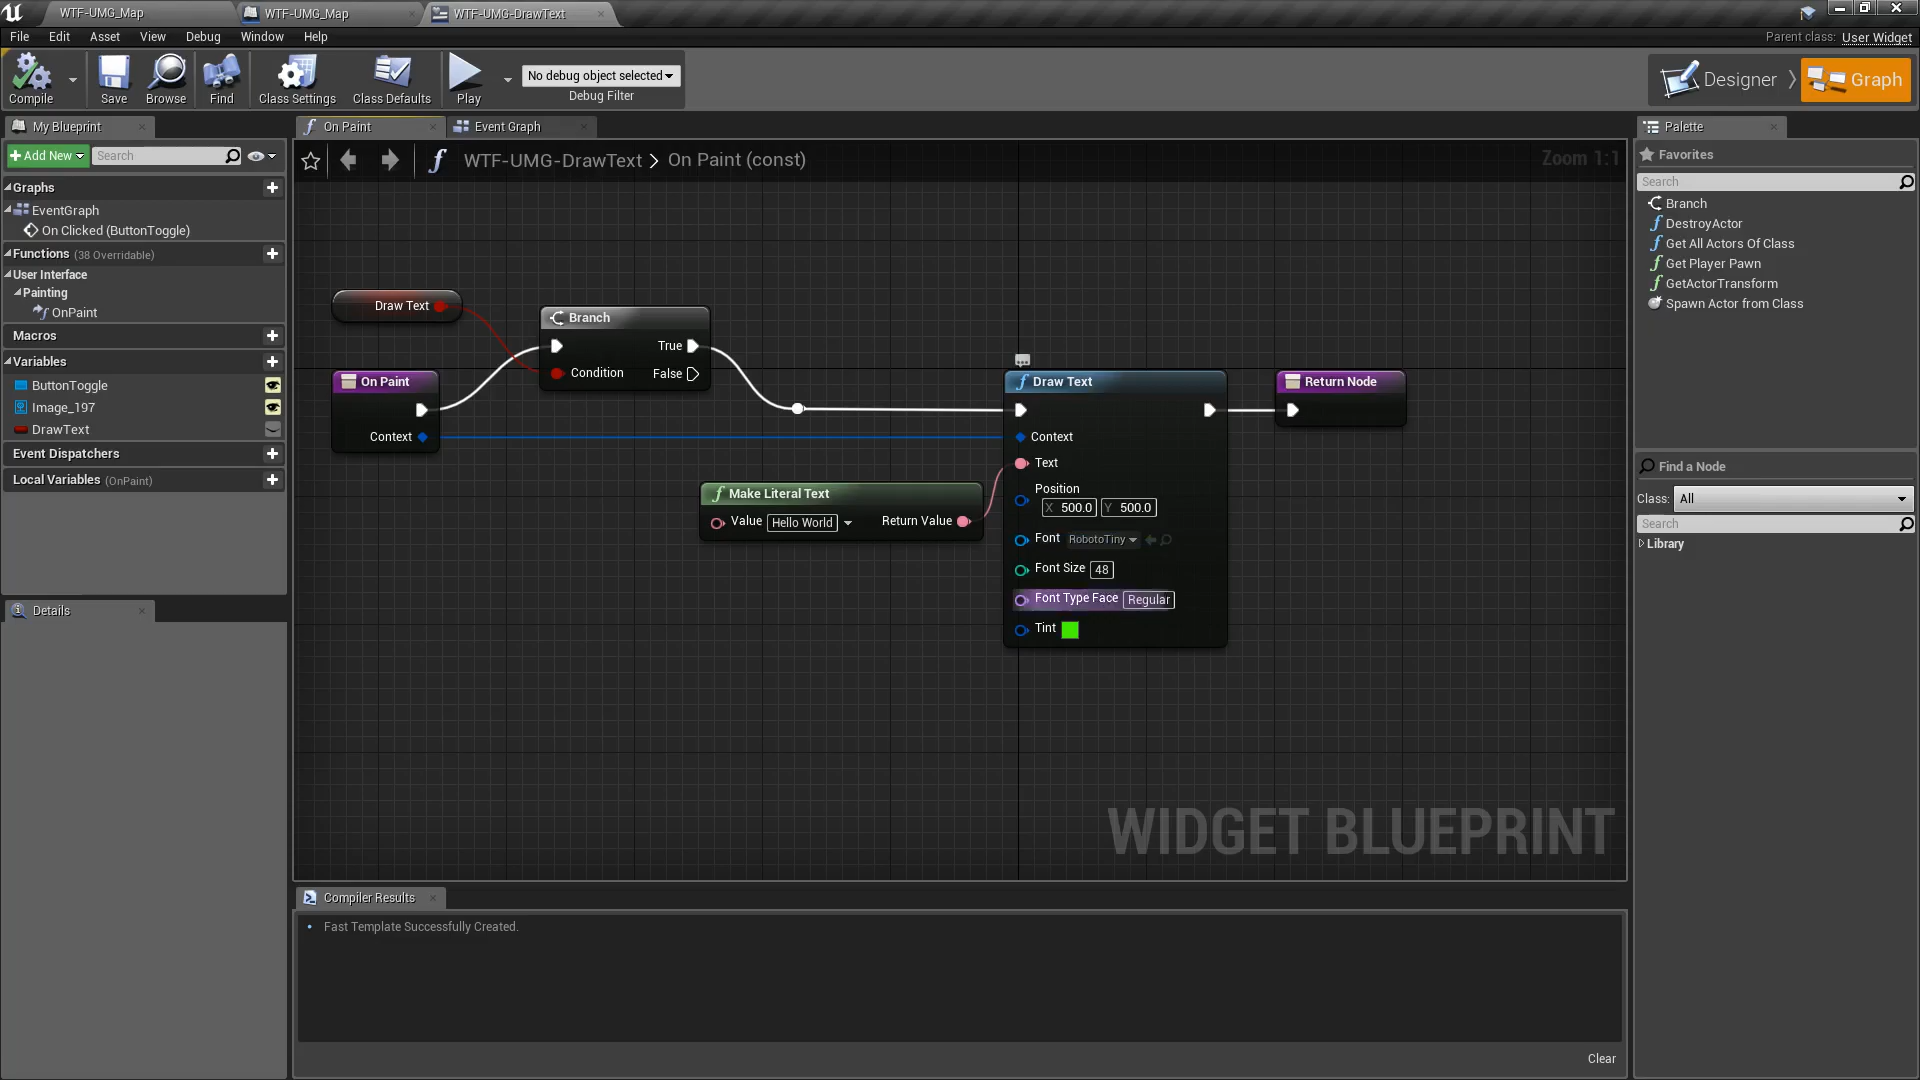 WTF-UMG_Map
WTF-UMG_Map
WTF-UMG-DrawText
File Edit Asset View Debug Window Help
Parent class: User Widget
Compile
Save
Browse
Find
Class Settings
Class Defaults
Play
No debug object selected
Debug Filter
Designer
Graph
My Blueprint
Add New
Search
Graphs
EventGraph
On Clicked (ButtonToggle)
Functions (38 Overridable)
User Interface
Painting
OnPaint
Macros
Variables
ButtonToggle
Image_197
DrawText
Event Dispatchers
Local Variables (OnPaint)
Details
On Paint
Event Graph
WTF-UMG-DrawText > On Paint (const)
Zoom 1:1
Draw Text
Branch
True
Condition
False
On Paint
Context
Make Literal Text
Value Hello World
Return Value
Draw Text
Context
Text
Position
X 500.0 Y 500.0
Font RobotoTiny
Font Size 48
Font Type Face Regular
Tint
Return Node
WIDGET BLUEPRINT
Compiler Results
Fast Template Successfully Created.
Clear
Palette
Favorites
Search
Branch
DestroyActor
Get All Actors Of Class
Get Player Pawn
GetActorTransform
Spawn Actor from Class
Find a Node
Class: All
Search
Library